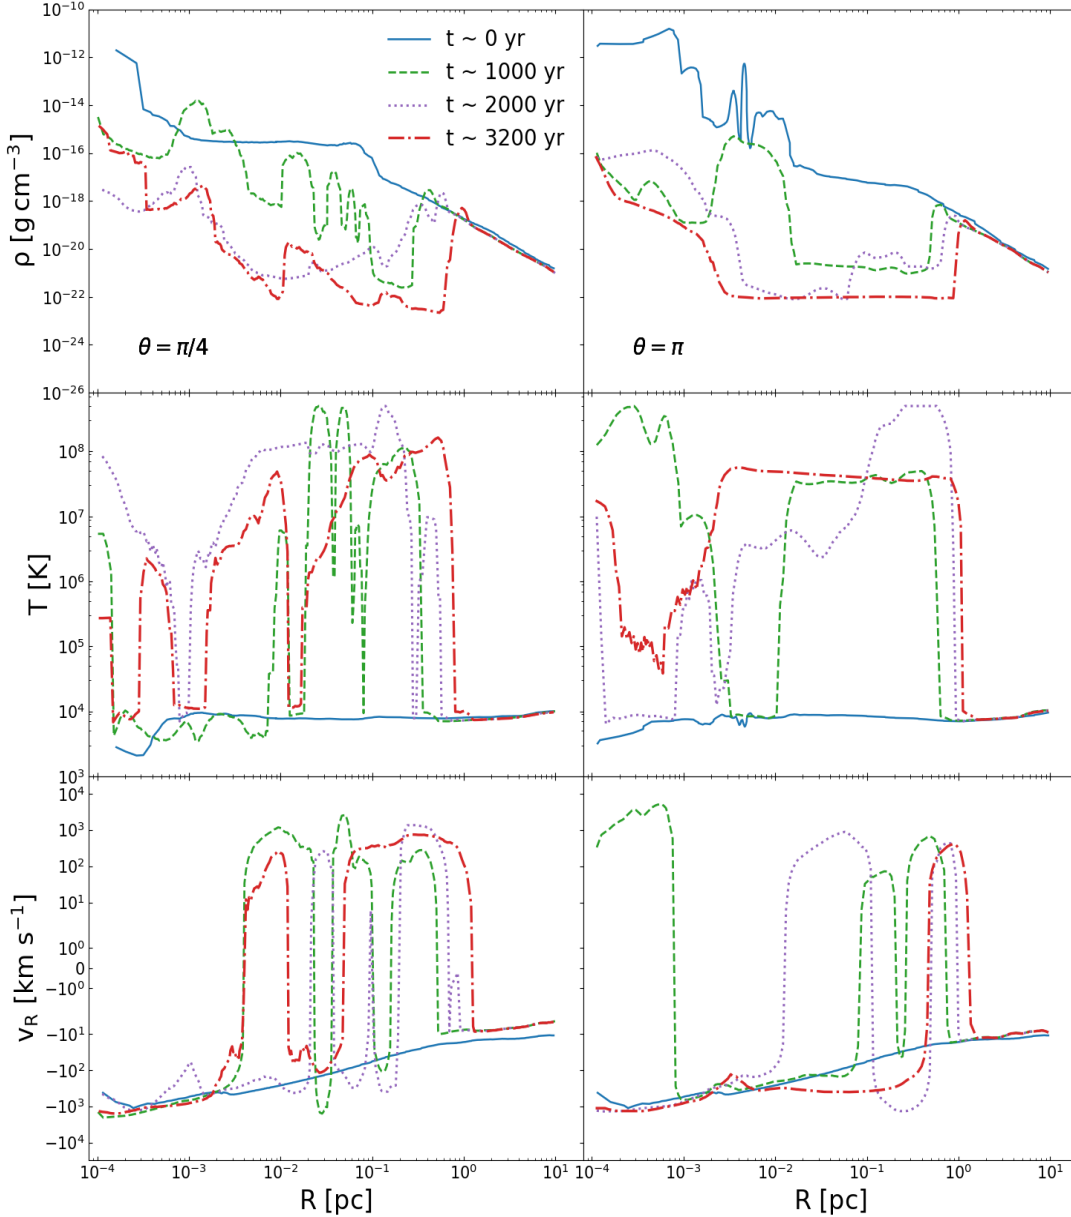 10⁻¹⁰
10⁻¹²
10⁻¹⁴
10⁻¹⁶
10⁻¹⁸
10⁻²⁰
10⁻²²
10⁻²⁴
10⁻²⁶
ρ [g cm⁻³]
t ~ 0 yr
t ~ 1000 yr
t ~ 2000 yr
t ~ 3200 yr
θ = π/4
θ = π
10⁸
10⁷
10⁶
10⁵
10⁴
10³
T [K]
10⁴
10³
10²
10¹
10⁰
0
−10⁰
−10¹
−10²
−10³
−10⁴
v_R [km s⁻¹]
10⁻⁴ 10⁻³ 10⁻² 10⁻¹ 10⁰ 10¹
R [pc]
10⁻⁴ 10⁻³ 10⁻² 10⁻¹ 10⁰ 10¹
R [pc]